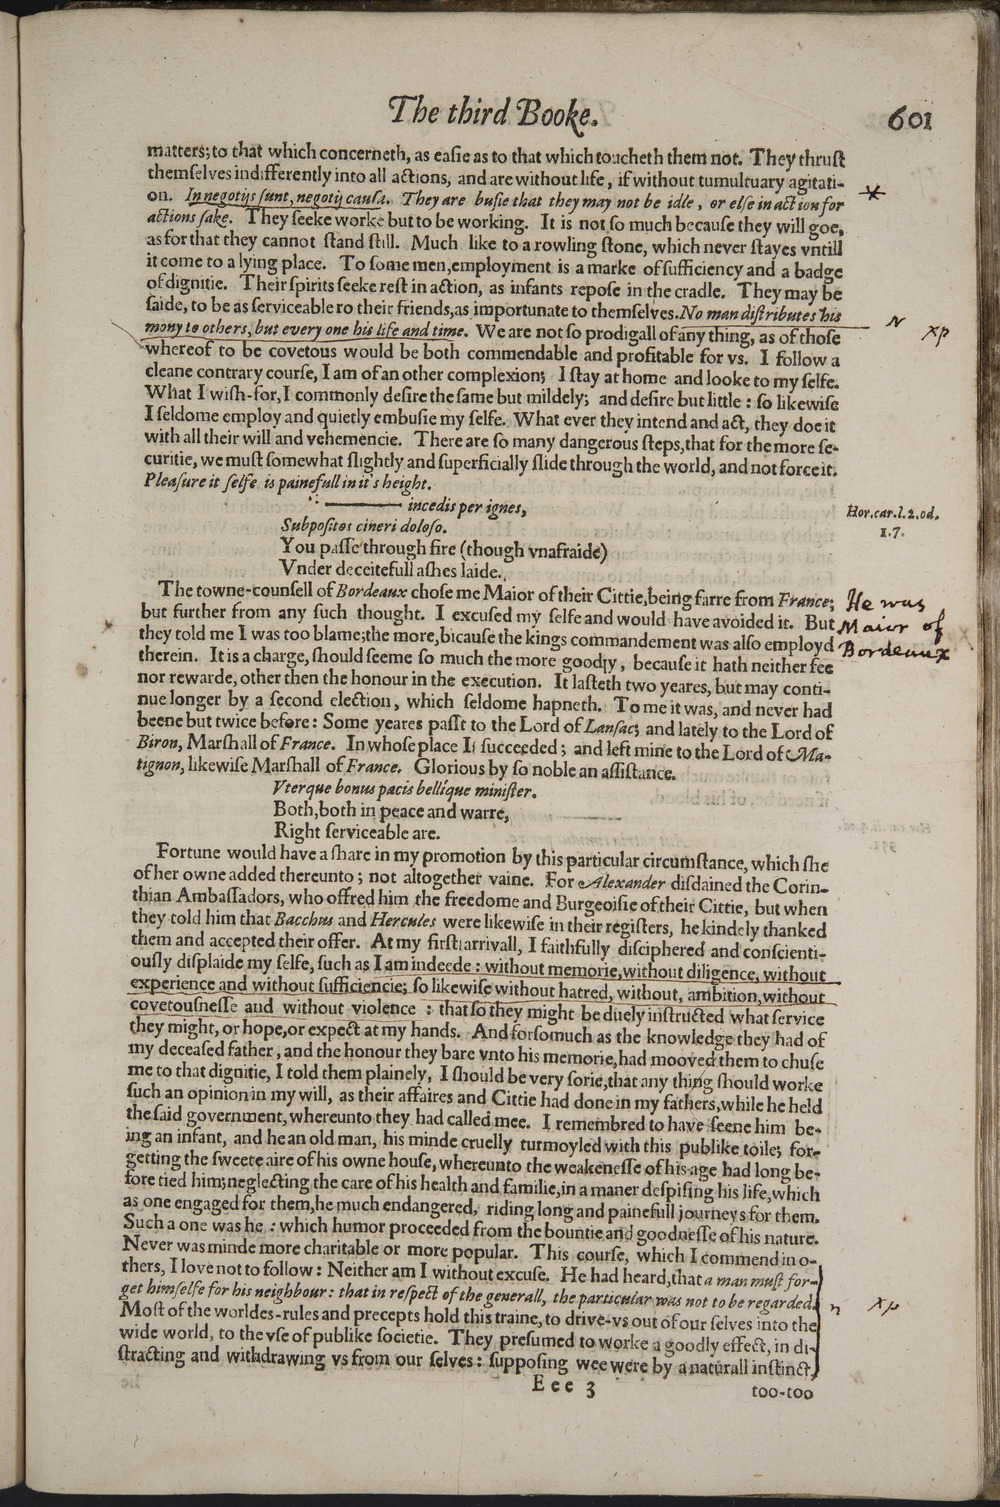 The third Booke. 601
matters; to that which concerneth, as easie as to that which toucheth them not. They thruſt
themſelves indifferently into all actions, and are without life, if without tumultuary agitati-
on. In negotijs ſunt, negotij cauſa. They are buſie that they may not be idle, or elſe in action for
actions ſake. They ſeeke worke but to be working. It is not ſo much becauſe they will goe,
as for that they cannot ſtand ſtill. Much like to a rowling ſtone, which never ſtayes vntill
it come to a lying place. To ſome men, employment is a marke of ſufficiency and a badge
of dignitie. Their ſpirits ſeeke reſt in action, as infants repoſe in the cradle. They may be
ſaide, to be as ſerviceable ro their friends, as importunate to themſelves. No man diſtributes his
mony to others, but every one his life and time. We are not ſo prodigall of any thing, as of thoſe
N
xp
whereof to be covetous would be both commendable and profitable for vs. I follow a
cleane contrary courſe, I am of an other complexion; I ſtay at home and looke to my ſelfe.
What I wiſh-for, I commonly deſire the ſame but mildely; and deſire but little: ſo likewiſe
I ſeldome employ and quietly embuſie my ſelfe. What ever they intend and act, they doe it
with all their will and vehemencie. There are ſo many dangerous ſteps, that for the more ſe-
curitie, we muſt ſomewhat ſlightly and ſuperficially ſlide through the world, and not force it.
Pleaſure it ſelfe is painefull in it's height.
incedis per ignes,
Hor.car.l.2.od.
1.7.
Subpoſitos cineri doloſo.
You paſſe through fire (though vnafraide)
Vnder deceitefull aſhes laide.
The towne-counſell of Bordeaux choſe me Maior of their Cittie, being farre from France;
but further from any ſuch thought. I excuſed my ſelfe and would have avoided it. But
they told me I was too blame; the more, bicauſe the kings commandement was alſo employd
He was
Maior of
Bordeaux
therein. It is a charge, ſhould ſeeme ſo much the more goodly, becauſe it hath neither fee
nor rewarde, other then the honour in the execution. It laſteth two yeares, but may conti-
nue longer by a ſecond election, which ſeldome hapneth. To me it was, and never had
beene but twice before: Some yeares paſſt to the Lord of Lanſac; and lately to the Lord of
Biron, Marſhall of France. In whoſe place I ſucceeded; and left mine to the Lord of Ma-
tignon, likewiſe Marſhall of France. Glorious by ſo noble an aſſiſtance.
Vterque bonus pacis bellíque miniſter.
Both, both in peace and warre,
Right ſerviceable are.
Fortune would have a ſhare in my promotion by this particular circumſtance, which ſhe
of her owne added thereunto; not altogether vaine. For Alexander diſdained the Corin-
thian Ambaſſadors, who offred him the freedome and Burgeoiſie of their Cittie, but when
they told him that Bacchus and Hercules were likewiſe in their regiſters, he kindely thanked
them and accepted their offer. At my firſt arrivall, I faithfully diſciphered and conſcienti-
ouſly diſplaide my ſelfe, ſuch as I am indeede: without memorie, without diligence, without
experience and without ſufficiencie; ſo likewiſe without hatred, without, ambition, without
covetouſneſſe and without violence: that ſo they might be duely inſtructed what ſervice
they might, or hope, or expect at my hands. And forſomuch as the knowledge they had of
my deceaſed father, and the honour they bare vnto his memorie, had mooved them to chuſe
me to that dignitie, I told them plainely, I ſhould be very ſorie, that any thing ſhould worke
ſuch an opinion in my will, as their affaires and Cittie had done in my fathers, while he held
the ſaid government, whereunto they had called mee. I remembred to have ſeene him be-
ing an infant, and he an old man, his minde cruelly turmoyled with this publike toile; for-
getting the ſweete aire of his owne houſe, whereunto the weakeneſſe of his age had long be-
fore tied him; neglecting the care of his health and familie, in a maner deſpiſing his life, which
as one engaged for them, he much endangered, riding long and painefull journeys for them.
Such a one was he: which humor proceeded from the bountie and goodneſſe of his nature.
Never was minde more charitable or more popular. This courſe, which I commend in o-
thers, I love not to follow: Neither am I without excuſe. He had heard, that a man muſt for-
get himſelfe for his neighbour: that in reſpect of the generall, the particular was not to be regarded.
n
xp
Moſt of the worldes-rules and precepts hold this traine, to drive-vs out of our ſelves into the
wide world, to the vſe of publike ſocietie. They preſumed to worke a goodly effect, in di-
ſtracting and withdrawing vs from our ſelves: ſuppoſing wee were by a naturall inſtinct,
Eee 3 too-too